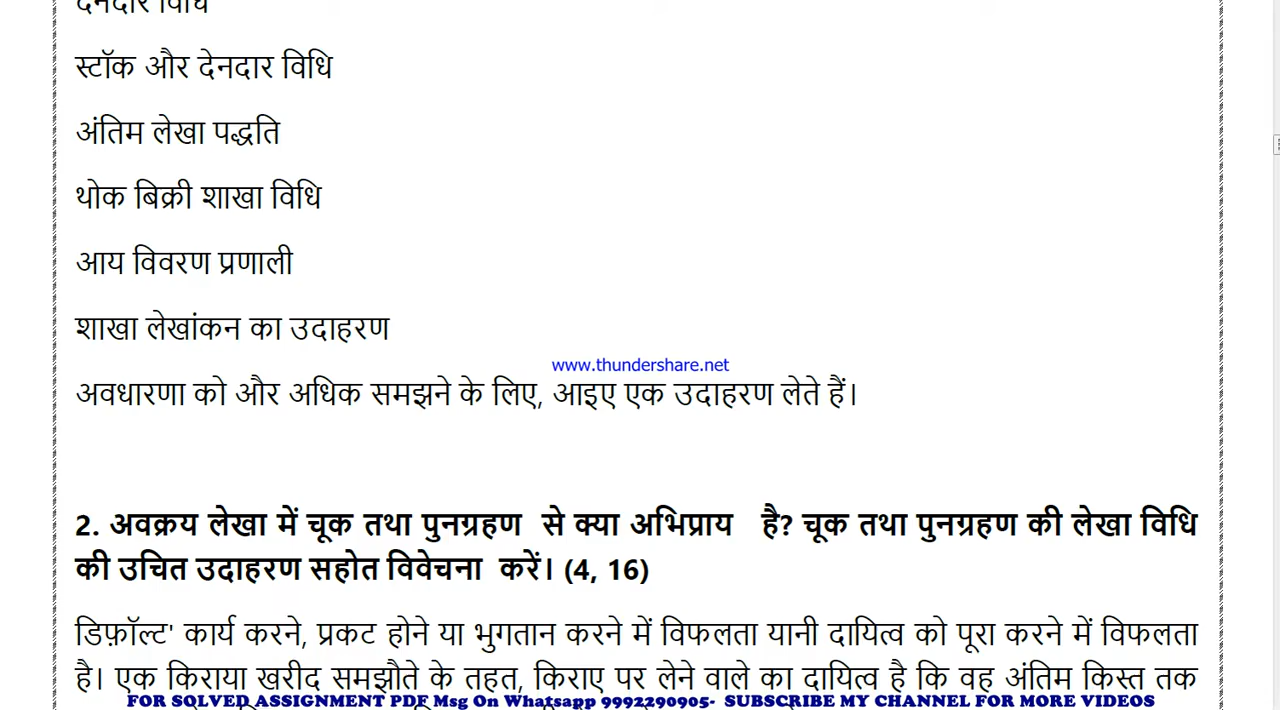 देनदार विधि
स्टॉक और देनदार विधि
अंतिम लेखा पद्धति
थोक बिक्री शाखा विधि
आय विवरण प्रणाली
शाखा लेखांकन का उदाहरण
www.thundershare.net
अवधारणा को और अधिक समझने के लिए, आइए एक उदाहरण लेते हैं।
2. अवक्रय लेखा में चूक तथा पुनग्रहण से क्या अभिप्राय है? चूक तथा पुनग्रहण की लेखा विधि
की उचित उदाहरण सहोत विवेचना करें। (4, 16)
डिफ़ॉल्ट' कार्य करने, प्रकट होने या भुगतान करने में विफलता यानी दायित्व को पूरा करने में विफलता
है। एक किराया खरीद समझौते के तहत, किराए पर लेने वाले का दायित्व है कि वह अंतिम किस्त तक
FOR SOLVED ASSIGNMENT PDF Msg On Whatsapp 9992290905- SUBSCRIBE MY CHANNEL FOR MORE VIDEOS